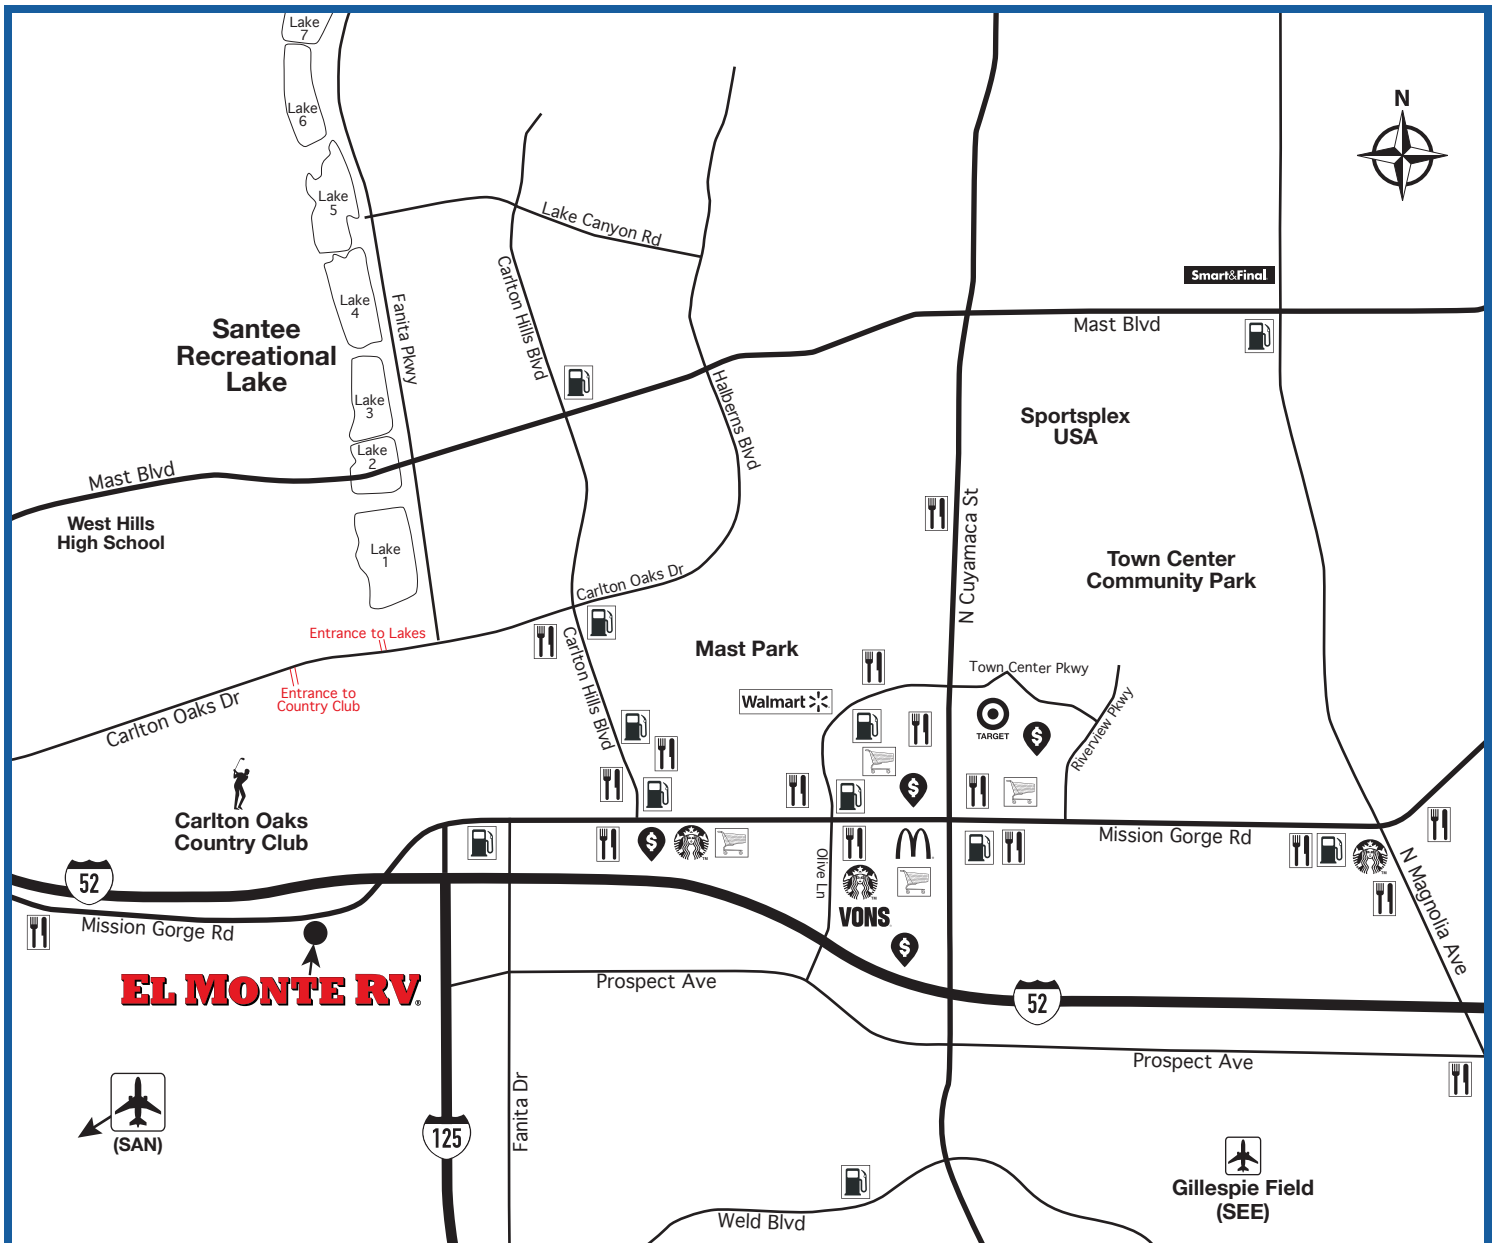 Lake
7
Lake
6
N
Lake
5
Lake Canyon Rd
Carlton Hills Blvd
Smart&Final
Lake
4
Fanita Pkwy
Mast Blvd
Santee
Recreational
Lake
Halberns Blvd
Lake
3
Sportsplex
USA
Lake
2
Mast Blvd
N Cuyamaca St
West Hills
High School
Lake
1
Town Center
Community Park
Carlton Oaks Dr
Entrance to Lakes
Carlton Hills Blvd
Mast Park
Town Center Pkwy
Entrance to
Country Club
Carlton Oaks Dr
Walmart
Riverview Pkwy
TARGET
$
$
Carlton Oaks
Country Club
Mission Gorge Rd
$
TM
TM
Olive Ln
N Magnolia Ave
52
TM
VONS
Mission Gorge Rd
$
EL MONTE RV
Prospect Ave
52
Prospect Ave
Fanita Dr
(SAN)
125
Gillespie Field
(SEE)
Weld Blvd